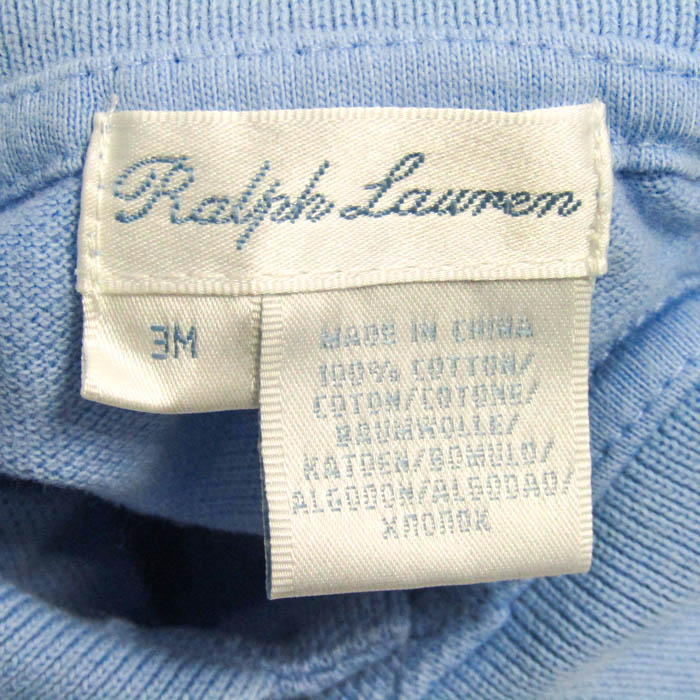 Ralph Lauren
3M
MADE IN CHINA
100% COTTON/
COTON/COTONE/
BAUMWOLLE/
KATOEN/BOMULD/
ALGODON/ALGODAO/
ХЛОПОК